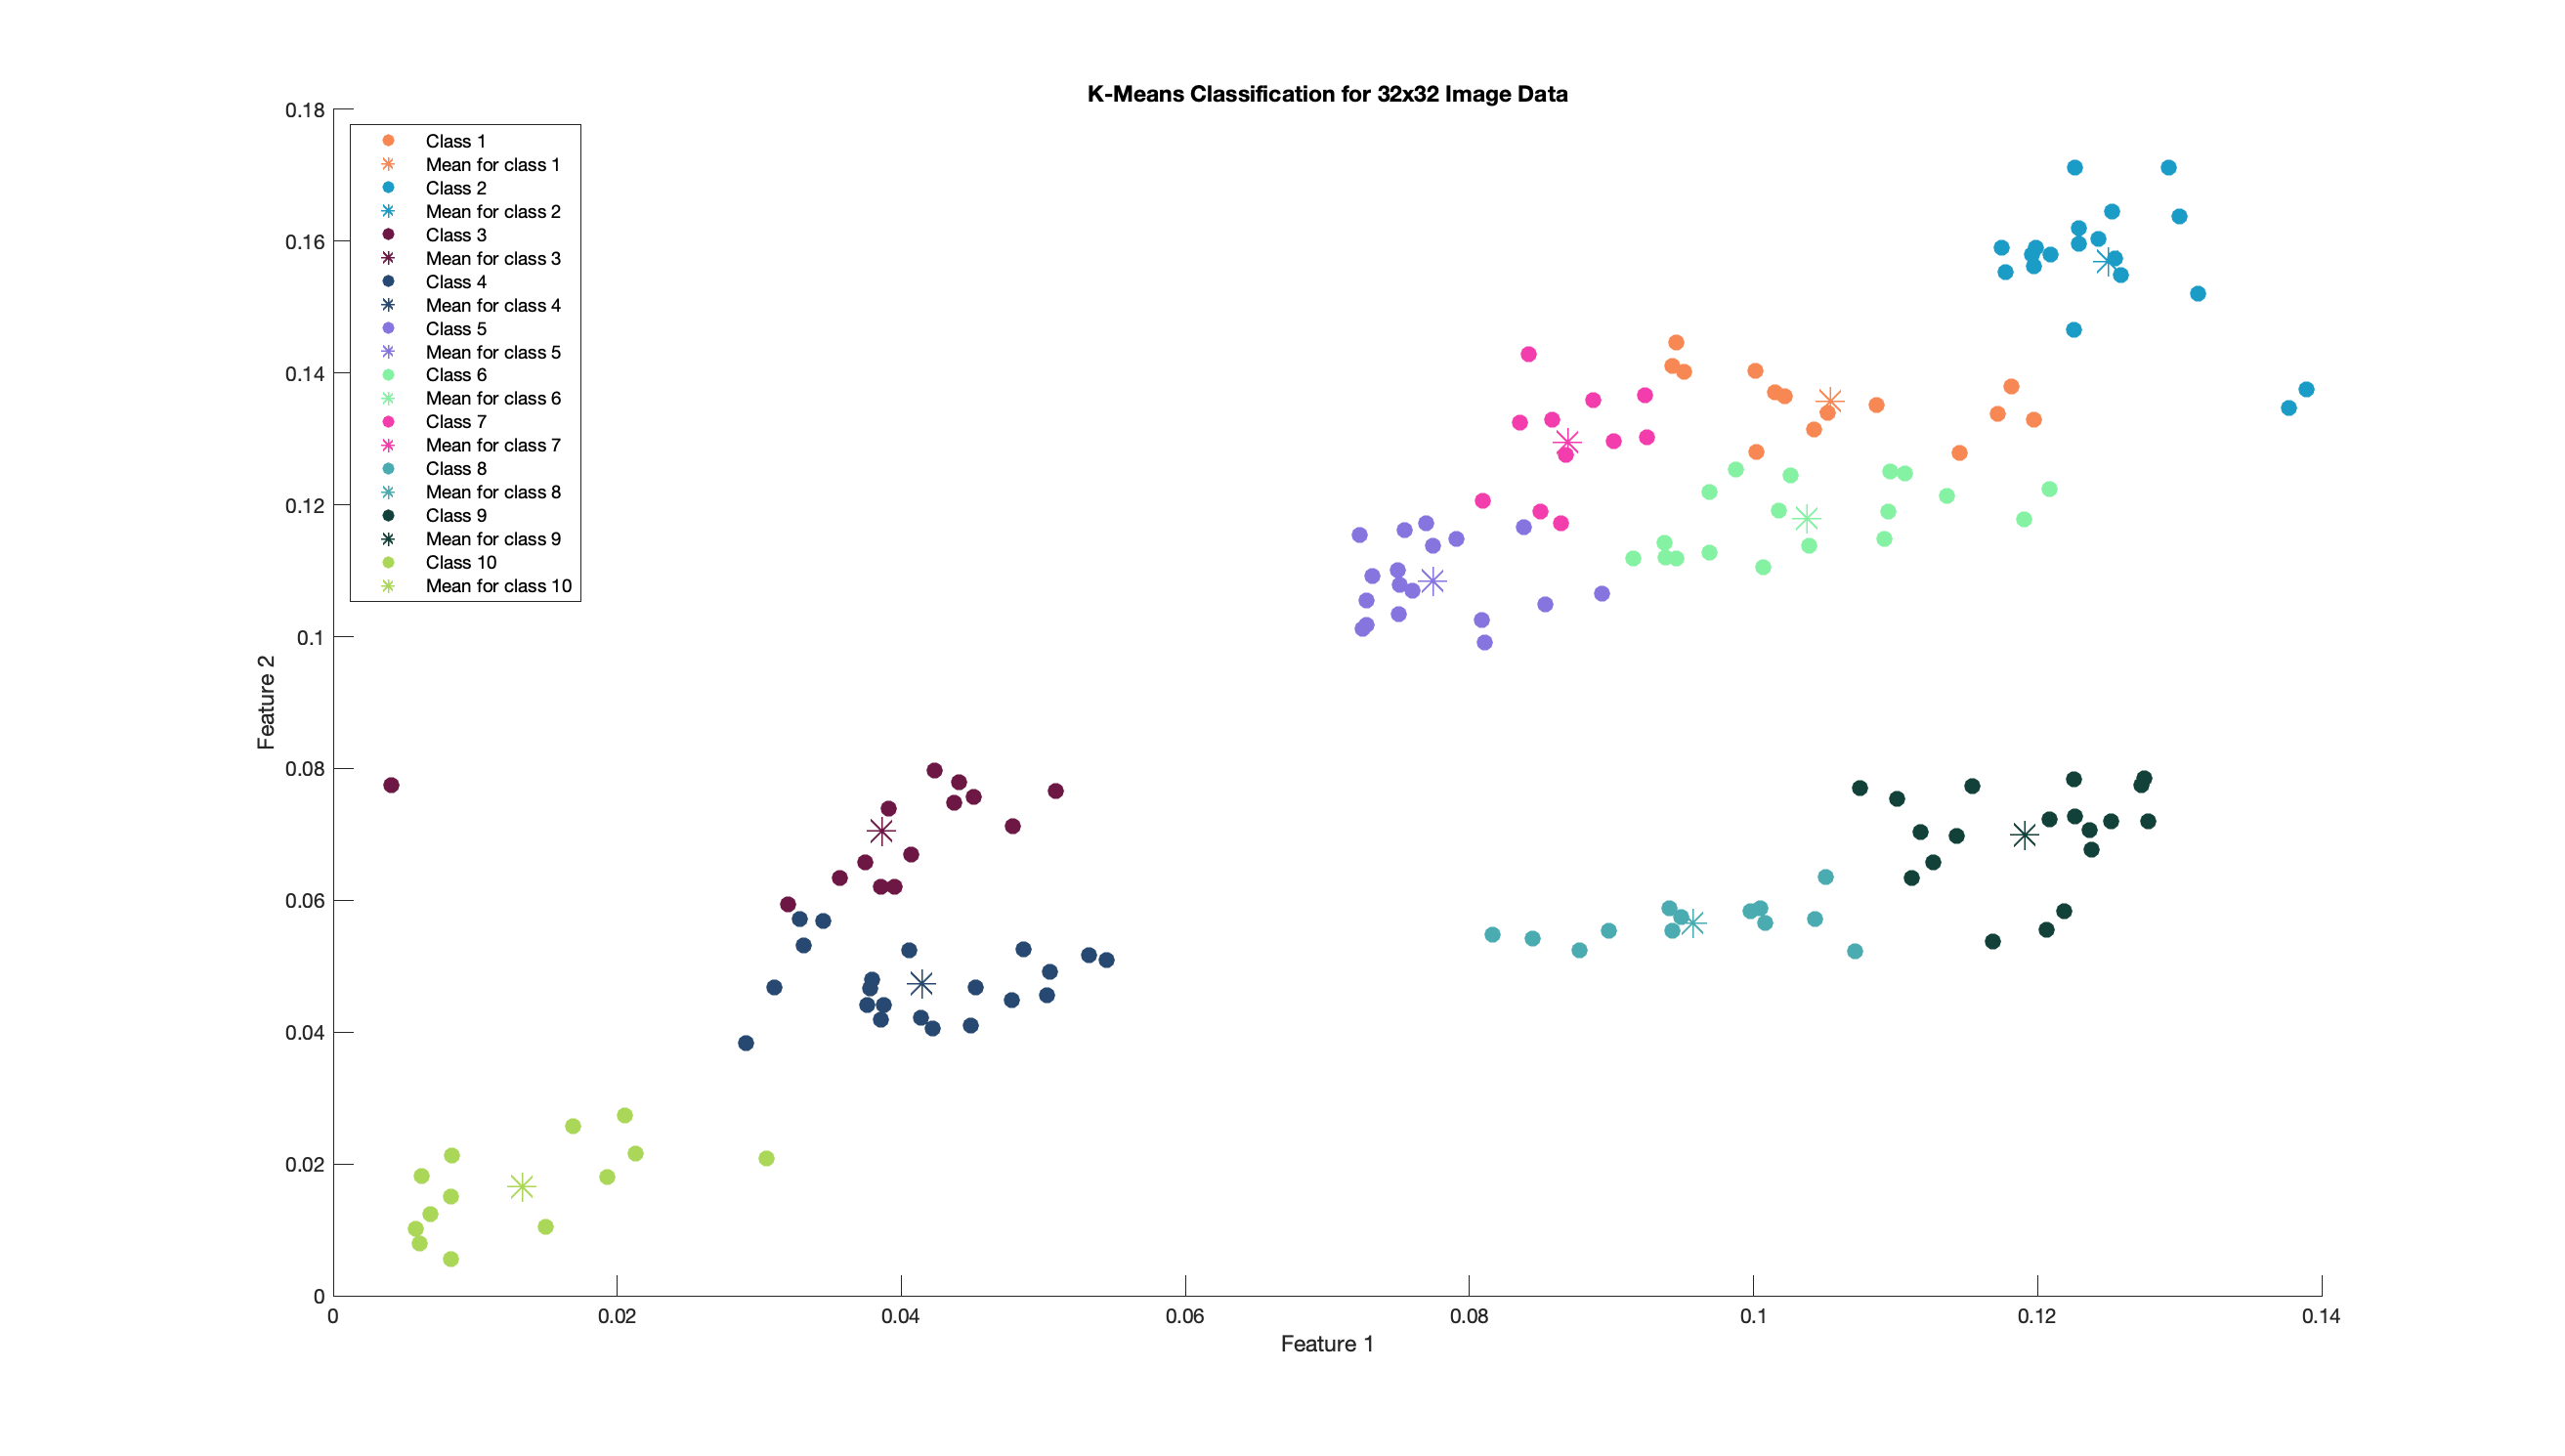 K-Means Classification for 32x32 Image Data
0.18
0.16
0.14
0.12
0.1
0.08
0.06
0.04
0.02
0
Feature 2
Class 1
Mean for class 1
Class 2
Mean for class 2
Class 3
Mean for class 3
Class 4
Mean for class 4
Class 5
Mean for class 5
Class 6
Mean for class 6
Class 7
Mean for class 7
Class 8
Mean for class 8
Class 9
Mean for class 9
Class 10
Mean for class 10
0 0.02 0.04 0.06 0.08 0.1 0.12 0.14
Feature 1